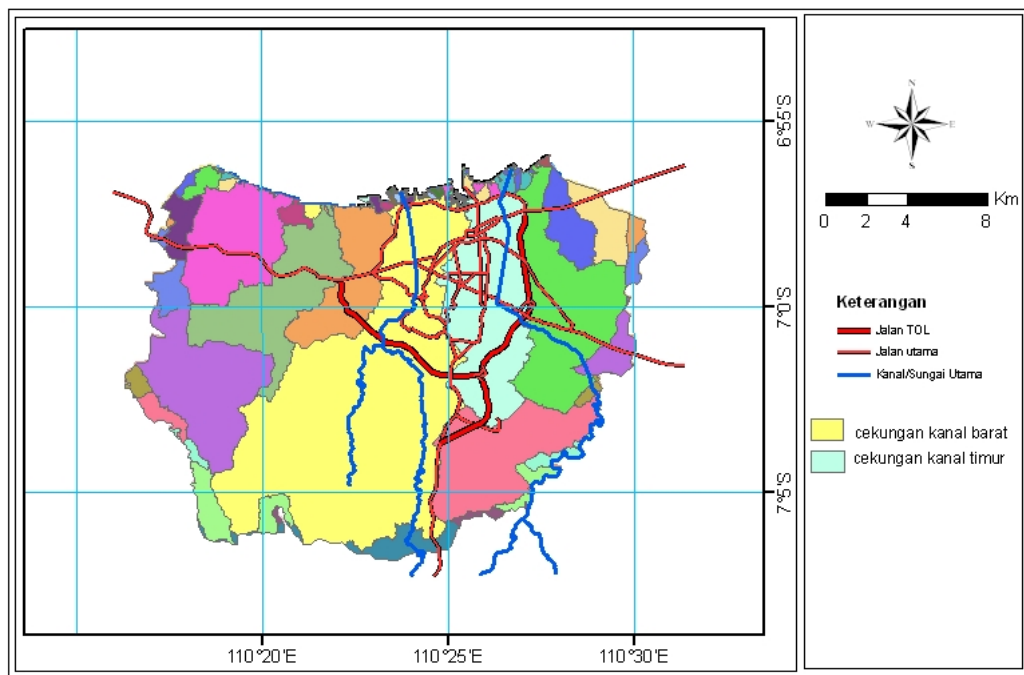 6°55'S
7°0'S
7°5'S
110°20'E
110°25'E
110°30'E
N
W E
S
Km
0 2 4 8
Keterangan
Jalan TOL
Jalan utama
Kanal/Sungai Utama
cekungan kanal barat
cekungan kanal timur